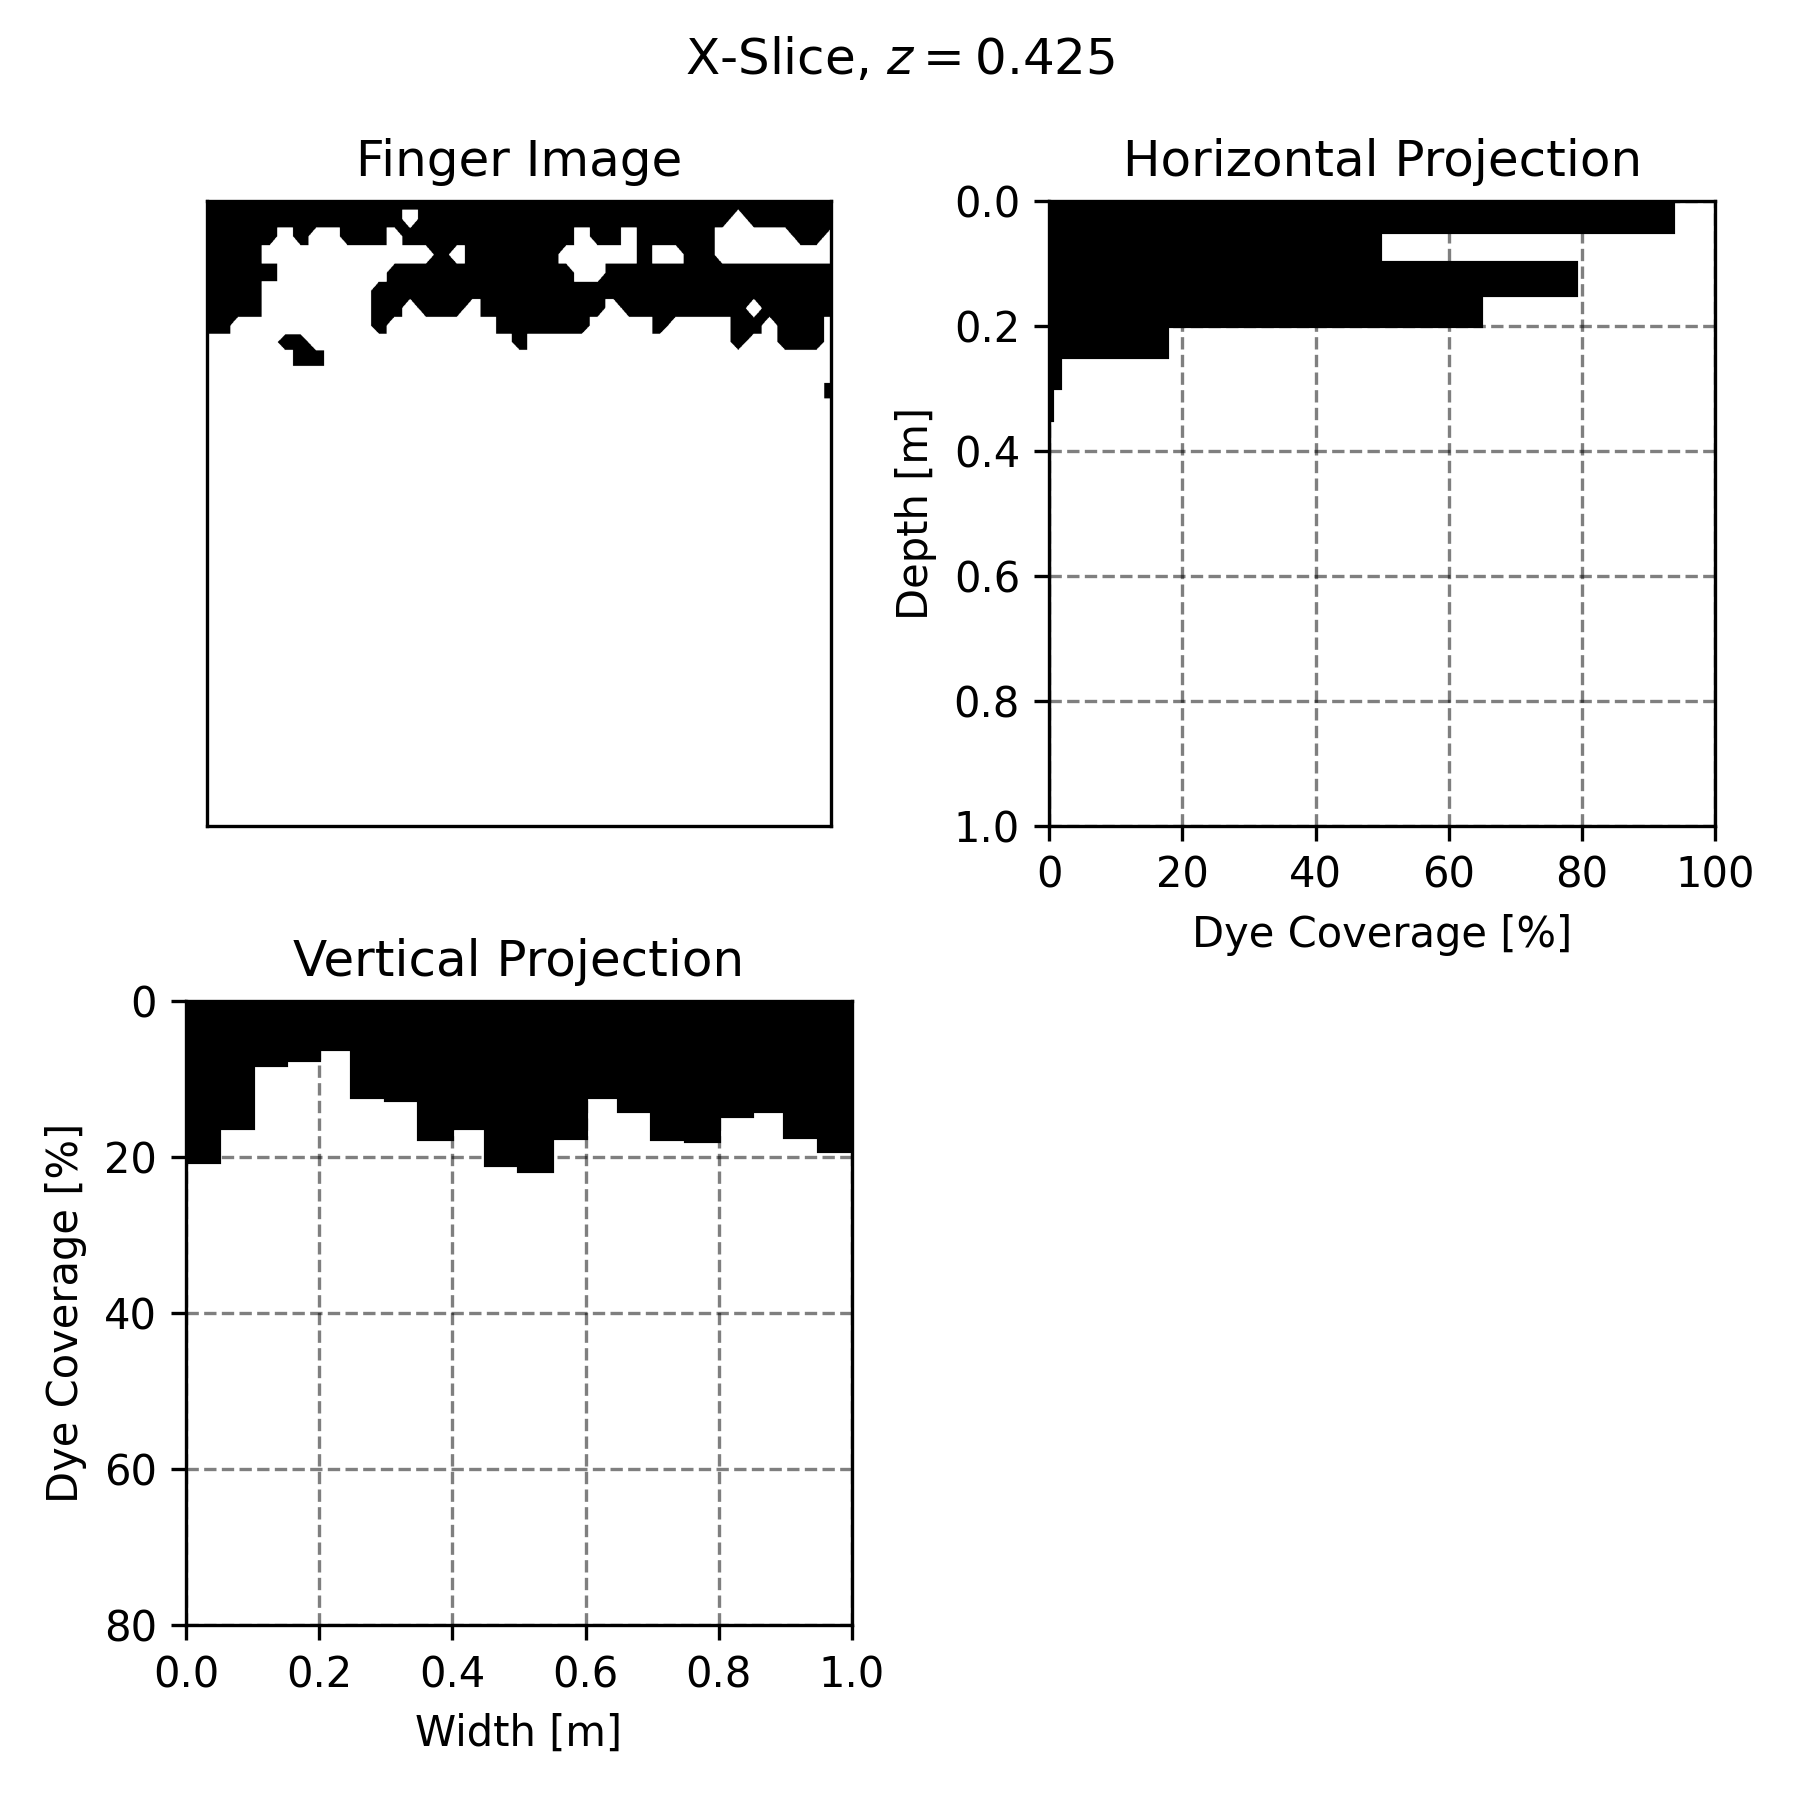 X-Slice, z = 0.425
Finger Image
Horizontal Projection
0.0
0.2
0.4
0.6
0.8
1.0
Depth [m]
0 20 40 60 80 100
Dye Coverage [%]
Vertical Projection
0
20
40
60
80
Dye Coverage [%]
0.0 0.2 0.4 0.6 0.8 1.0
Width [m]